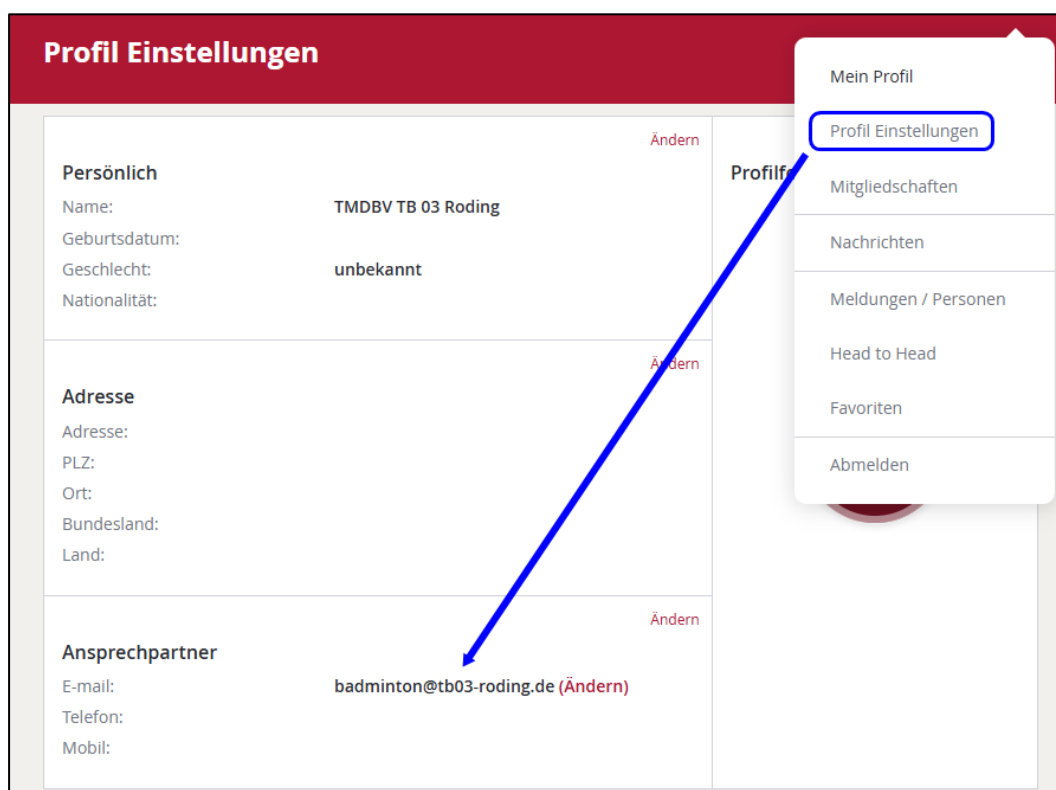 Profil Einstellungen
Ändern
Persönlich
Name: TMDBV TB 03 Roding
Geburtsdatum:
Geschlecht: unbekannt
Nationalität:
Ändern
Adresse
Adresse:
PLZ:
Ort:
Bundesland:
Land:
Ändern
Ansprechpartner
E-mail: badminton@tb03-roding.de (Ändern)
Telefon:
Mobil:
Mein Profil
Profil Einstellungen
Mitgliedschaften
Nachrichten
Meldungen / Personen
Head to Head
Favoriten
Abmelden